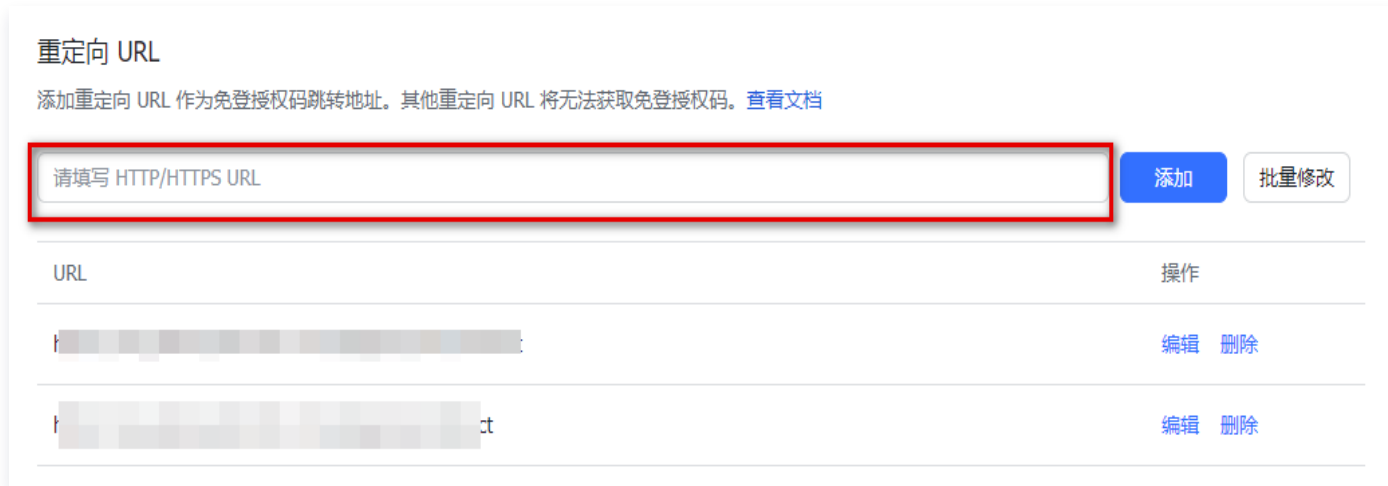 重定向 URL
添加重定向 URL 作为免登授权码跳转地址。其他重定向 URL 将无法获取免登授权码。查看文档
请填写 HTTP/HTTPS URL 添加 批量修改
URL 操作
编辑 删除
编辑 删除